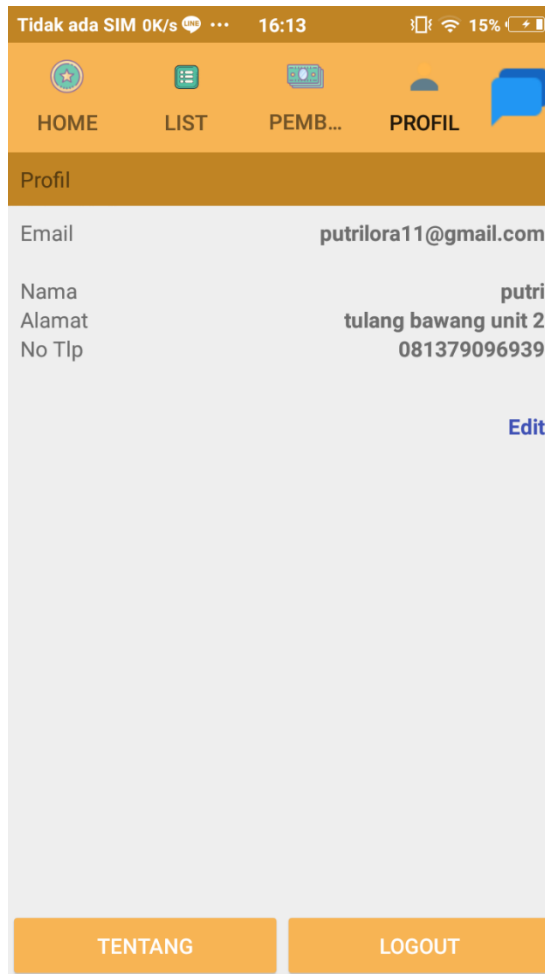 Tidak ada SIM 0K/s LINE ... 16:13 15%
HOME LIST PEMB... PROFIL
Profil
Email putrilora11@gmail.com
Nama putri
Alamat tulang bawang unit 2
No Tlp 081379096939
Edit
TENTANG LOGOUT